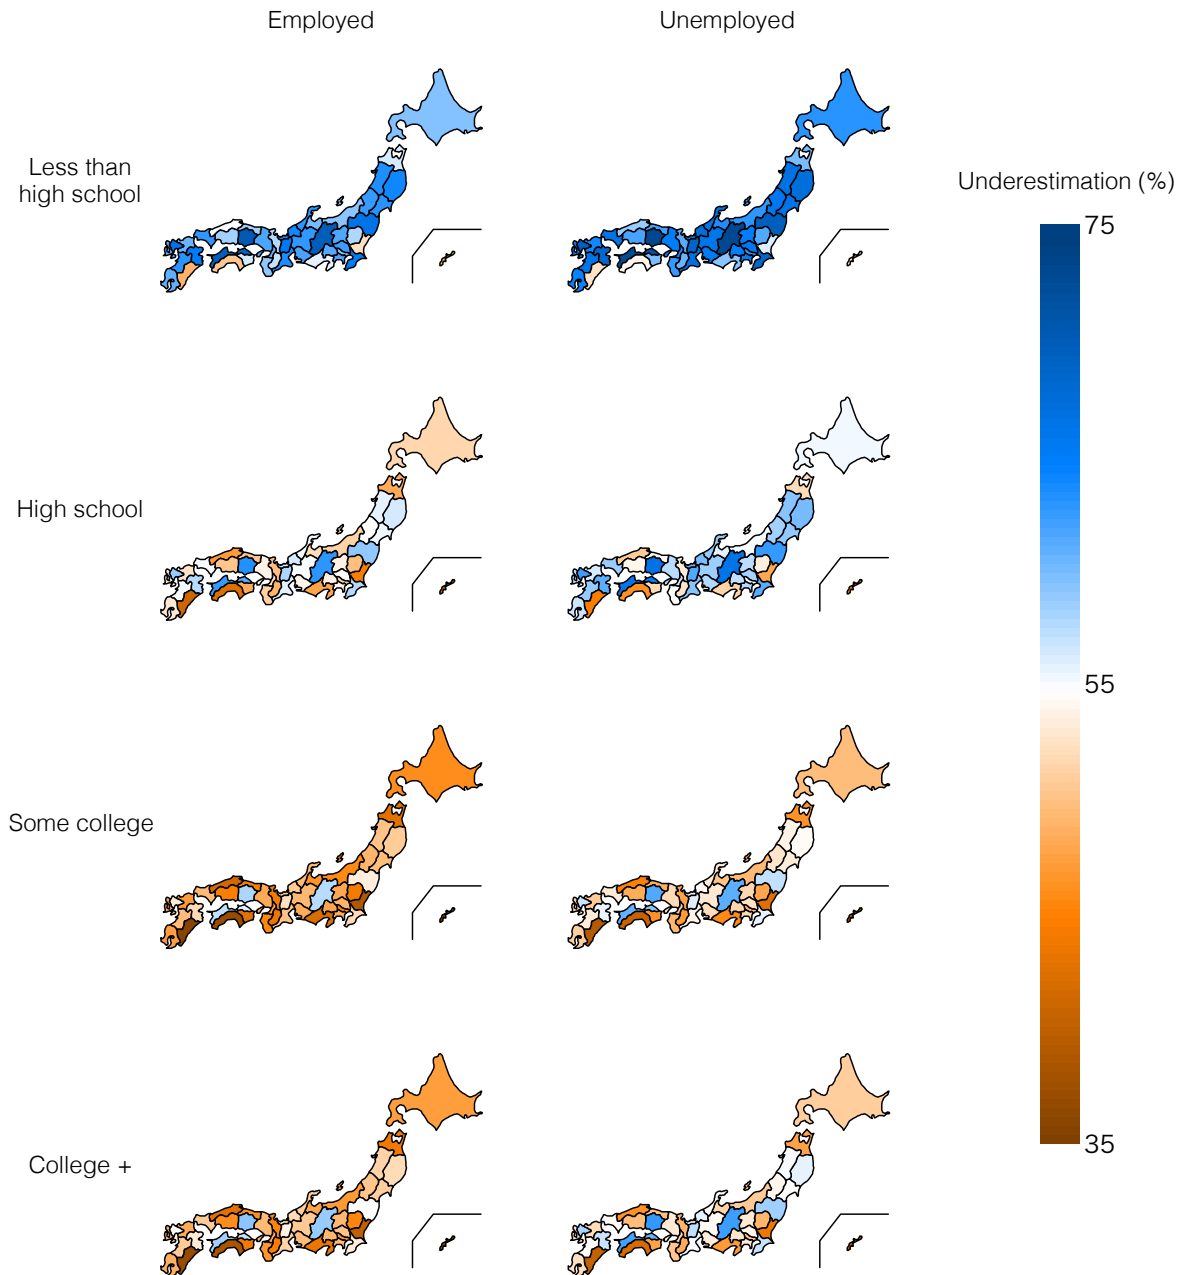 Employed
Unemployed
Less than
high school
Underestimation (%)
75
High school
55
Some college
College +
35